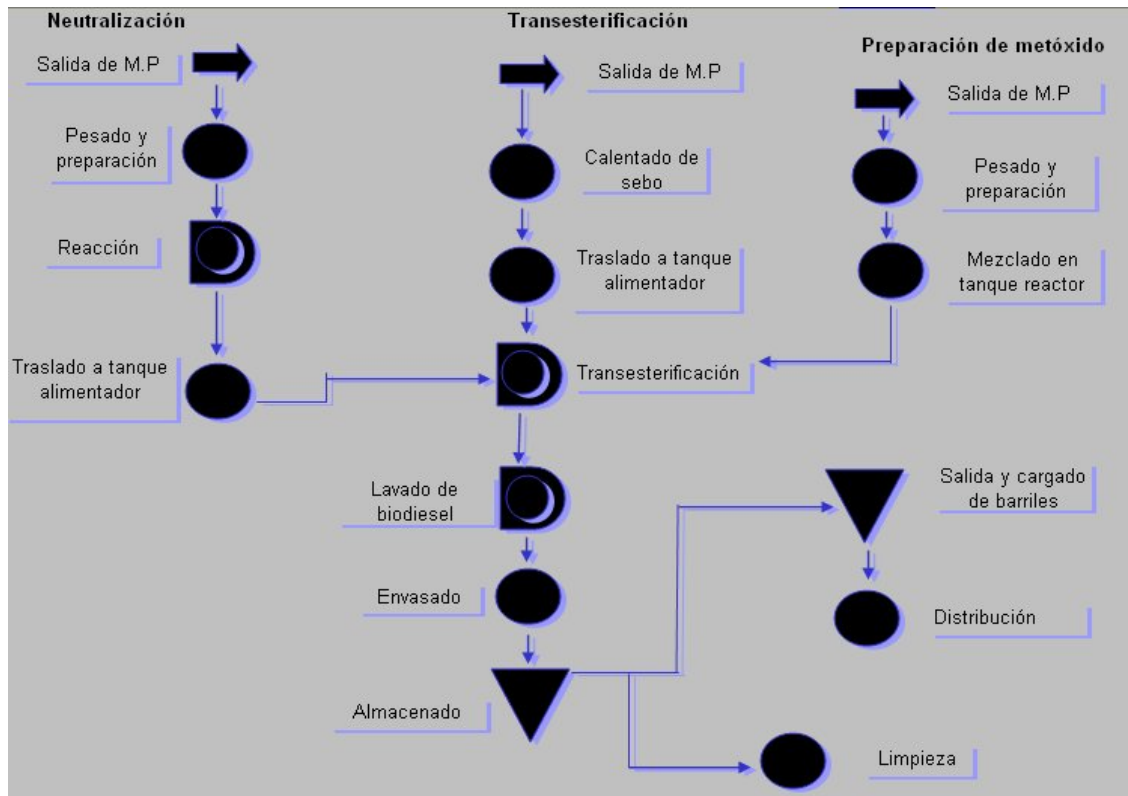 Neutralización
Salida de M.P
Pesado y
preparación
Reacción
Traslado a tanque
alimentador
Transesterificación
Salida de M.P
Calentado de
sebo
Traslado a tanque
alimentador
Transesterificación
Lavado de
biodiesel
Envasado
Almacenado
Preparación de metóxido
Salida de M.P
Pesado y
preparación
Mezclado en
tanque reactor
Salida y cargado
de barriles
Distribución
Limpieza